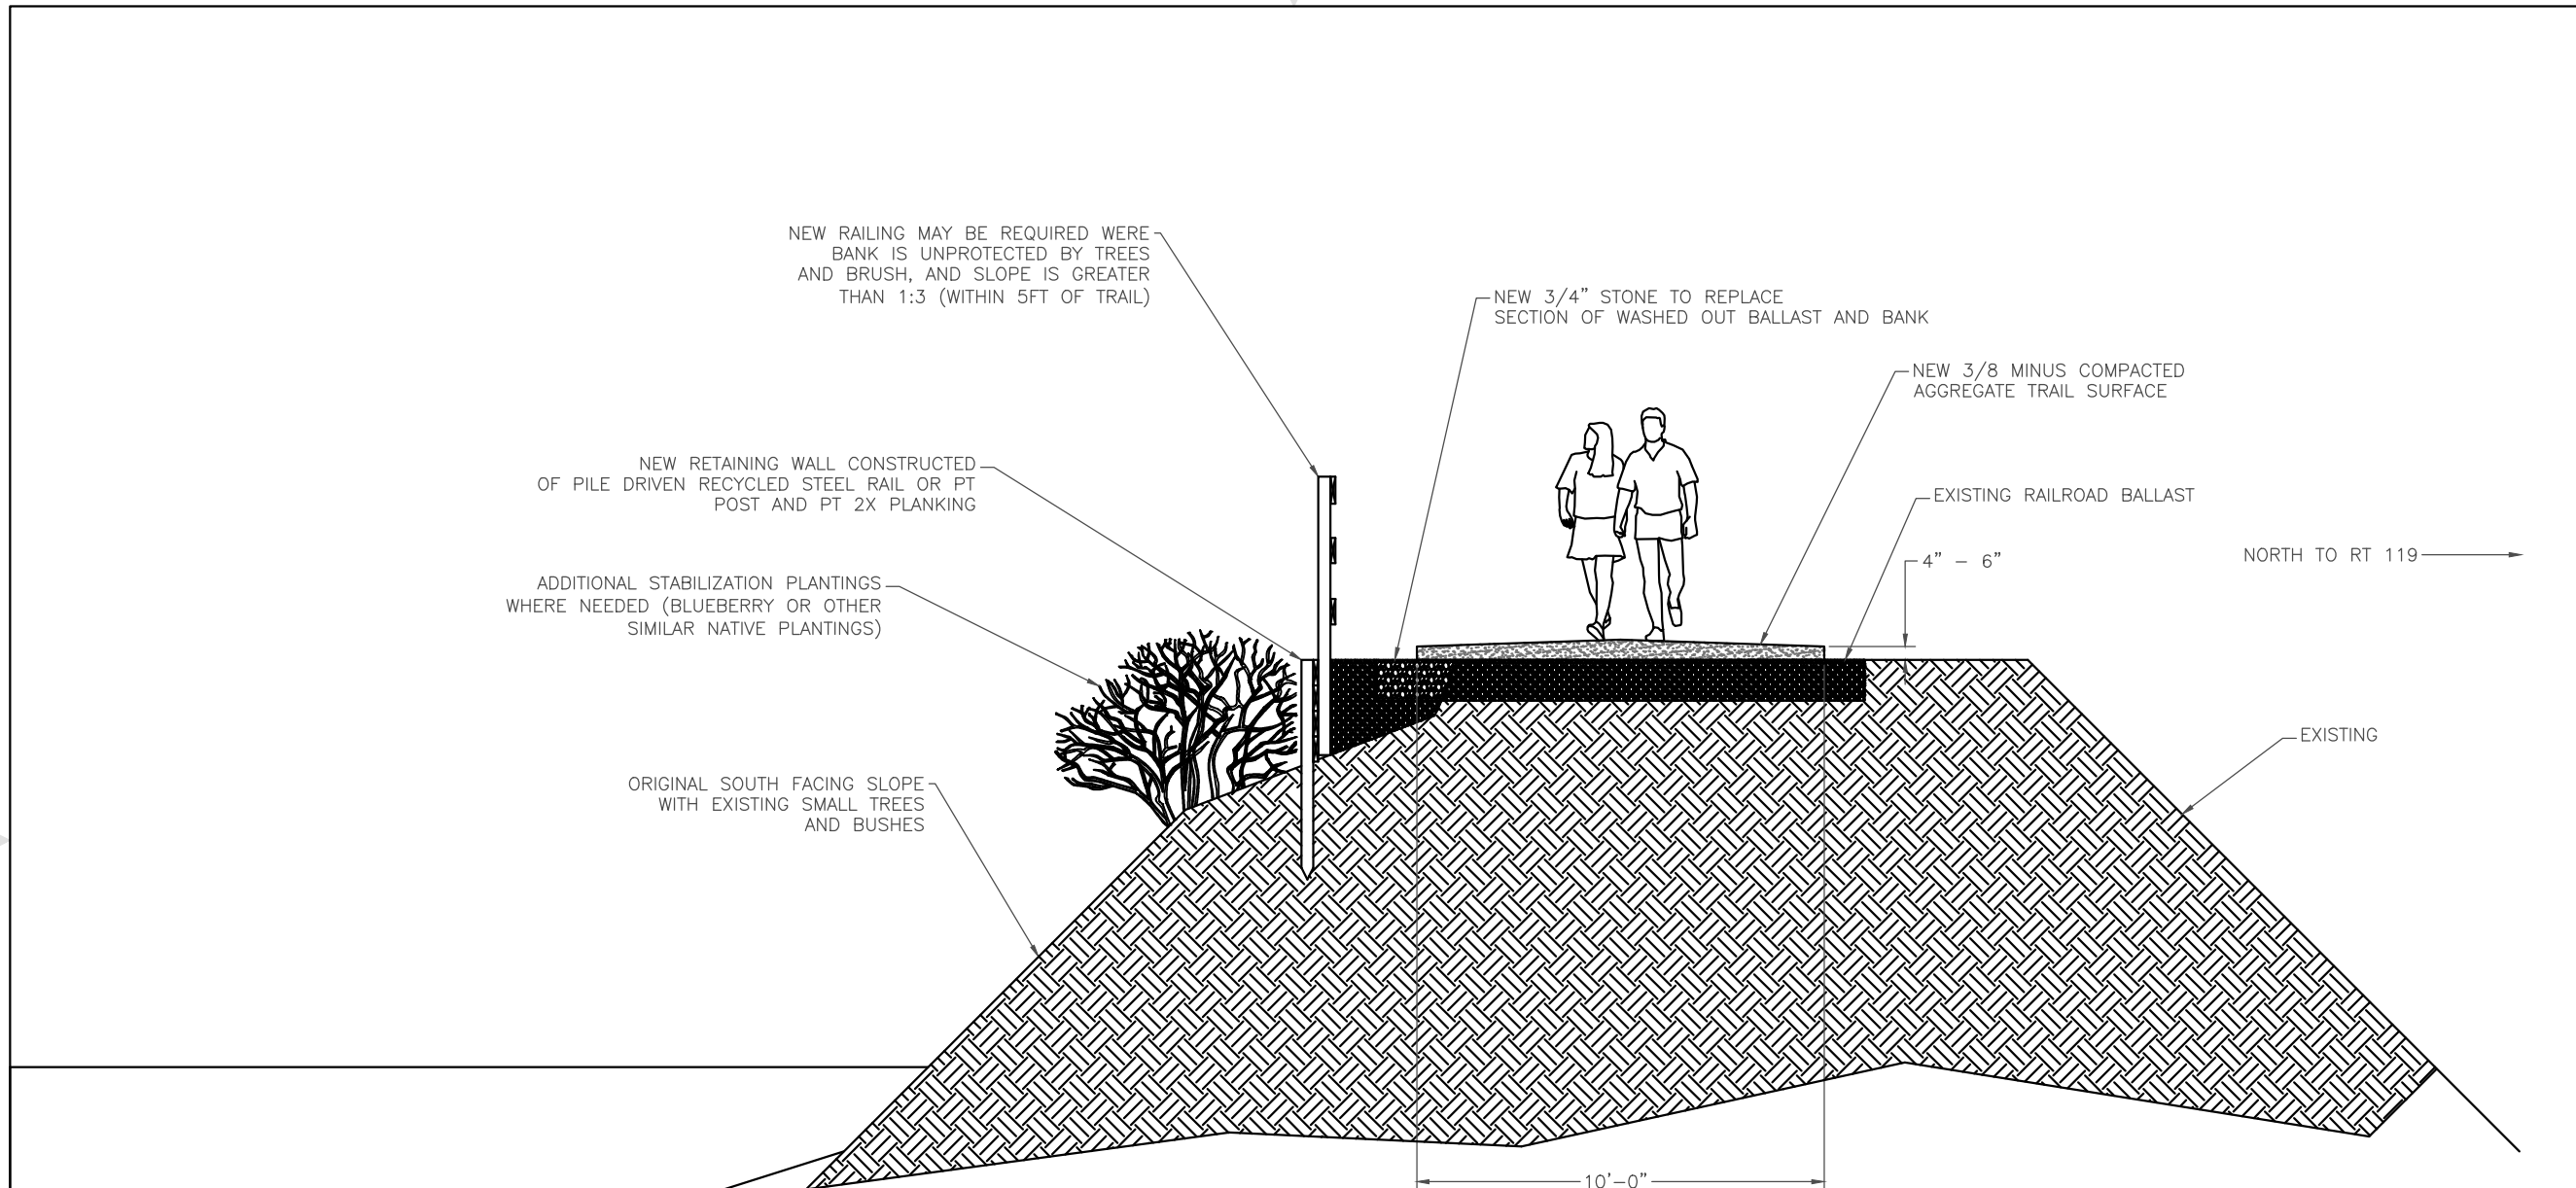 NEW RAILING MAY BE REQUIRED WERE
BANK IS UNPROTECTED BY TREES
AND BRUSH, AND SLOPE IS GREATER
THAN 1:3 (WITHIN 5FT OF TRAIL)
NEW 3/4" STONE TO REPLACE
SECTION OF WASHED OUT BALLAST AND BANK
NEW 3/8 MINUS COMPACTED
AGGREGATE TRAIL SURFACE
NEW RETAINING WALL CONSTRUCTED
OF PILE DRIVEN RECYCLED STEEL RAIL OR PT
POST AND PT 2X PLANKING
EXISTING RAILROAD BALLAST
4" – 6"
NORTH TO RT 119
ADDITIONAL STABILIZATION PLANTINGS
WHERE NEEDED (BLUEBERRY OR OTHER
SIMILAR NATIVE PLANTINGS)
EXISTING
ORIGINAL SOUTH FACING SLOPE
WITH EXISTING SMALL TREES
AND BUSHES
10'–0"